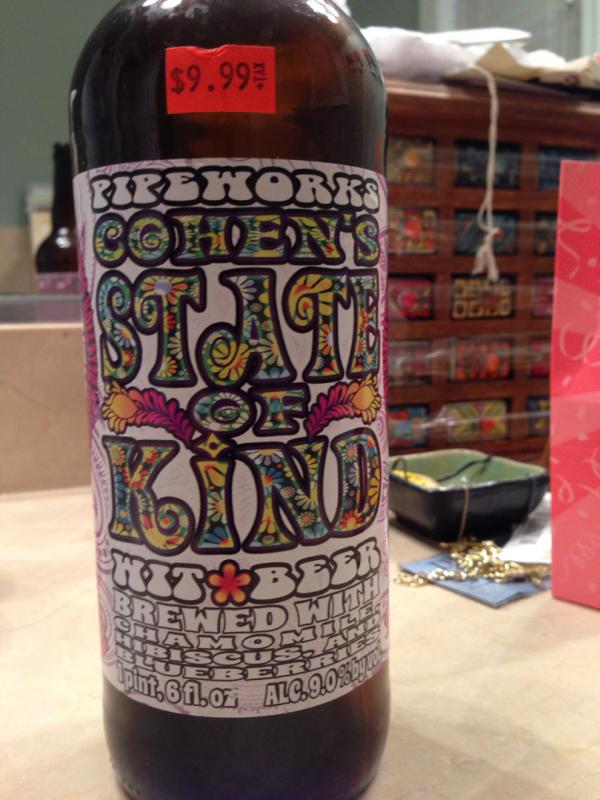 $9.99+TAX
PIPEWORKS
COHEN'S
STATE
OF
KiND
WIT BEER
BREWED WITH
CHAMOMILE,
HIBISCUS, AND
BLUEBERRIES
1 pint, 6 fl. oz ALC. 9.0% by vol